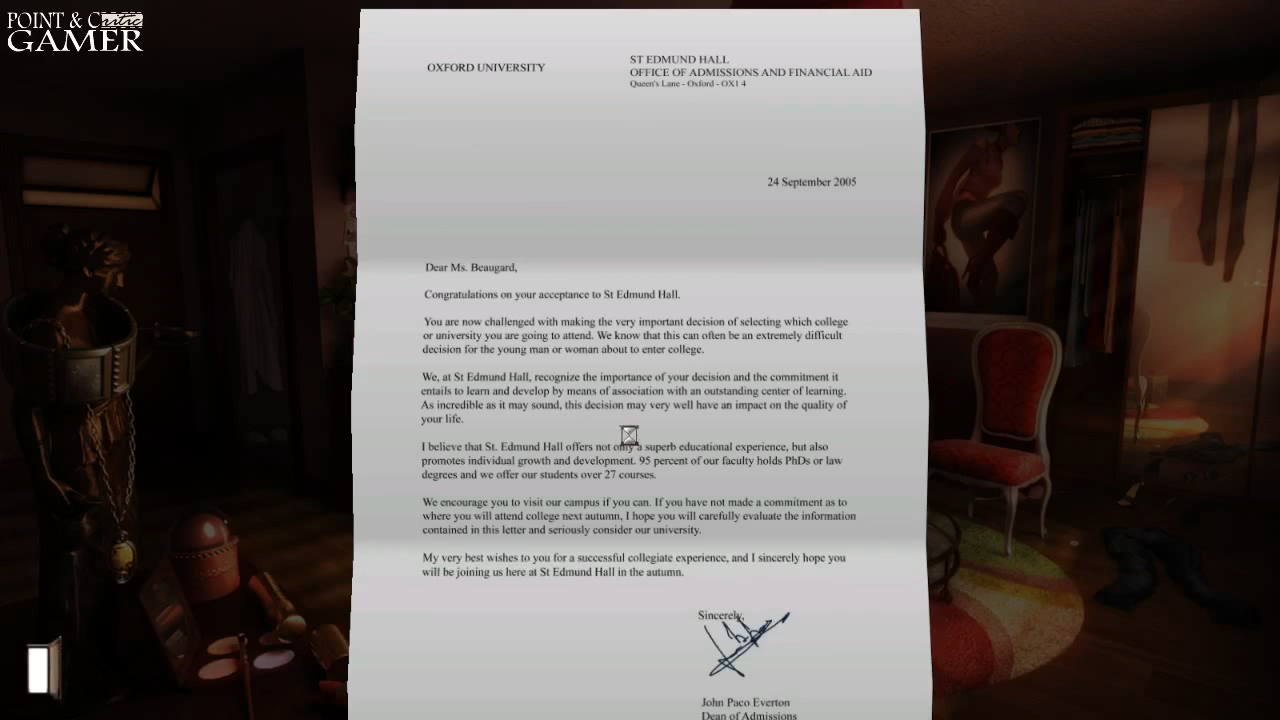 POINT & Critic
GAMER
OXFORD UNIVERSITY
ST EDMUND HALL
OFFICE OF ADMISSIONS AND FINANCIAL AID
Queen's Lane - Oxford - OX1 4
24 September 2005
Dear Ms. Beaugard,
Congratulations on your acceptance to St Edmund Hall.
You are now challenged with making the very important decision of selecting which college
or university you are going to attend. We know that this can often be an extremely difficult
decision for the young man or woman about to enter college.
We, at St Edmund Hall, recognize the importance of your decision and the commitment it
entails to learn and develop by means of association with an outstanding center of learning.
As incredible as it may sound, this decision may very well have an impact on the quality of
your life.
I believe that St. Edmund Hall offers not only a superb educational experience, but also
promotes individual growth and development. 95 percent of our faculty holds PhDs or law
degrees and we offer our students over 27 courses.
We encourage you to visit our campus if you can. If you have not made a commitment as to
where you will attend college next autumn, I hope you will carefully evaluate the information
contained in this letter and seriously consider our university.
My very best wishes to you for a successful collegiate experience, and I sincerely hope you
will be joining us here at St Edmund Hall in the autumn.
Sincerely,
John Paco Everton
Dean of Admissions